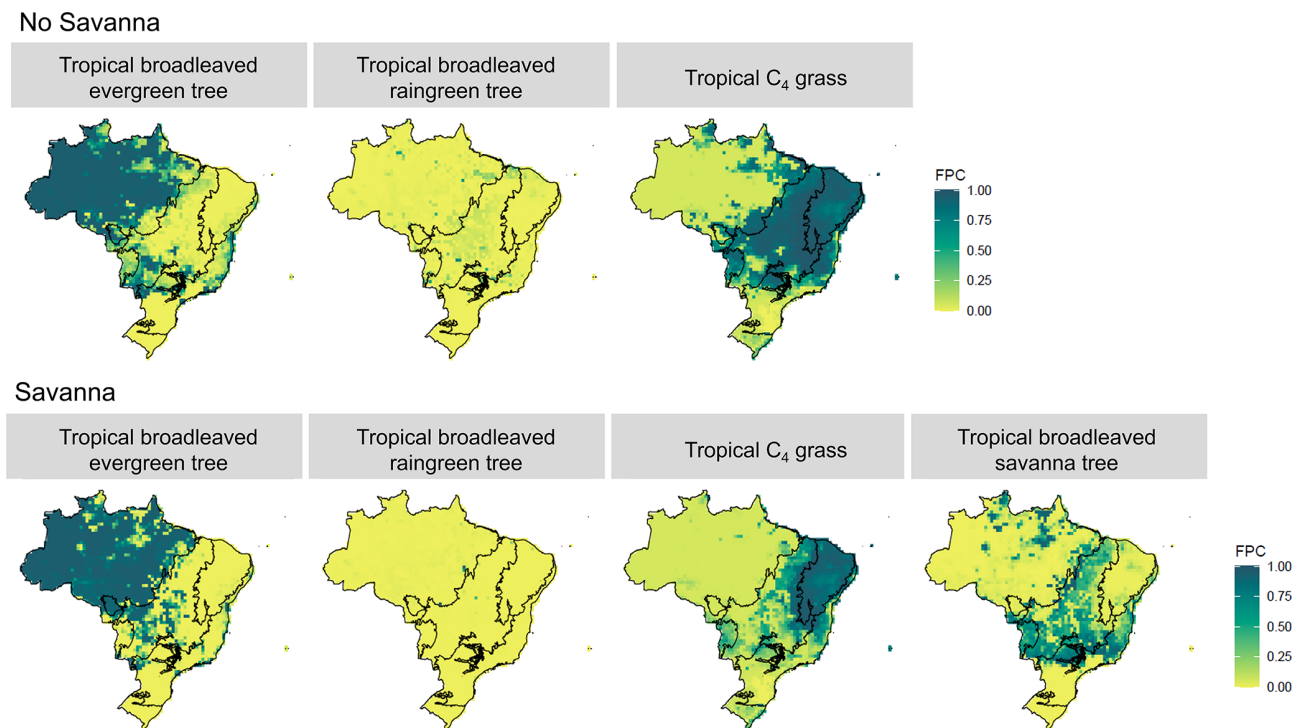 No Savanna
Tropical broadleaved
evergreen tree
Tropical broadleaved
raingreen tree
Tropical C₄ grass
FPC
1.00
0.75
0.50
0.25
0.00
Savanna
Tropical broadleaved
evergreen tree
Tropical broadleaved
raingreen tree
Tropical C₄ grass
Tropical broadleaved
savanna tree
FPC
1.00
0.75
0.50
0.25
0.00